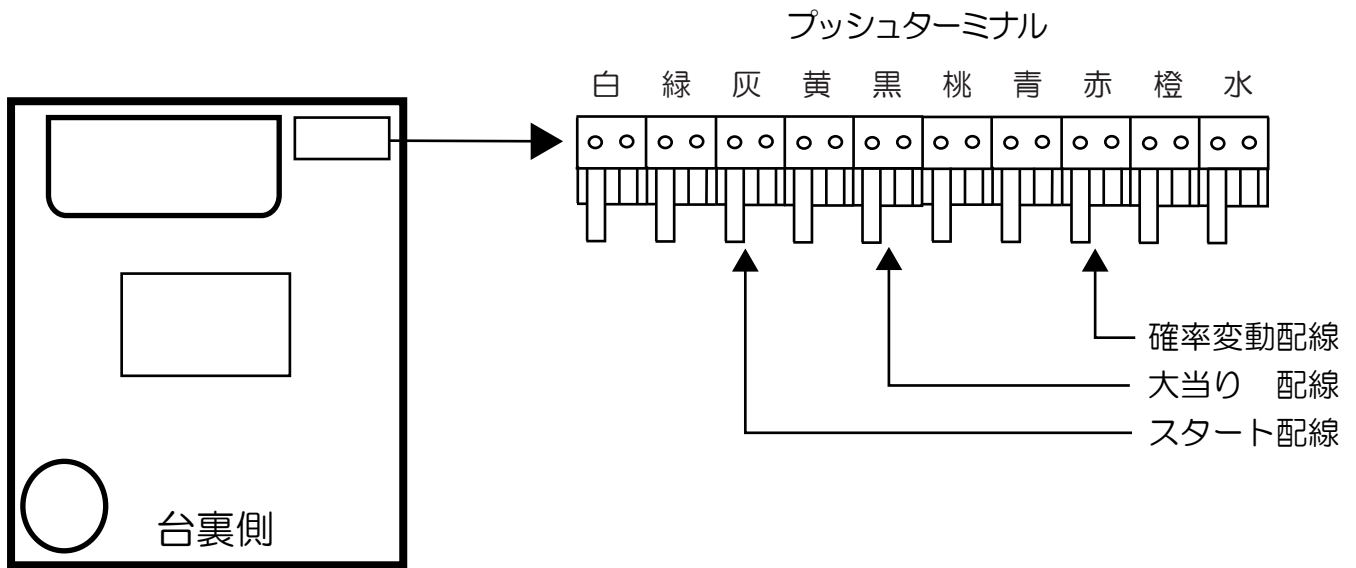 プッシュターミナル
白 緑 灰 黄 黒 桃 青 赤 橙 水
確率変動配線
大当り　配線
スタート配線
台裏側